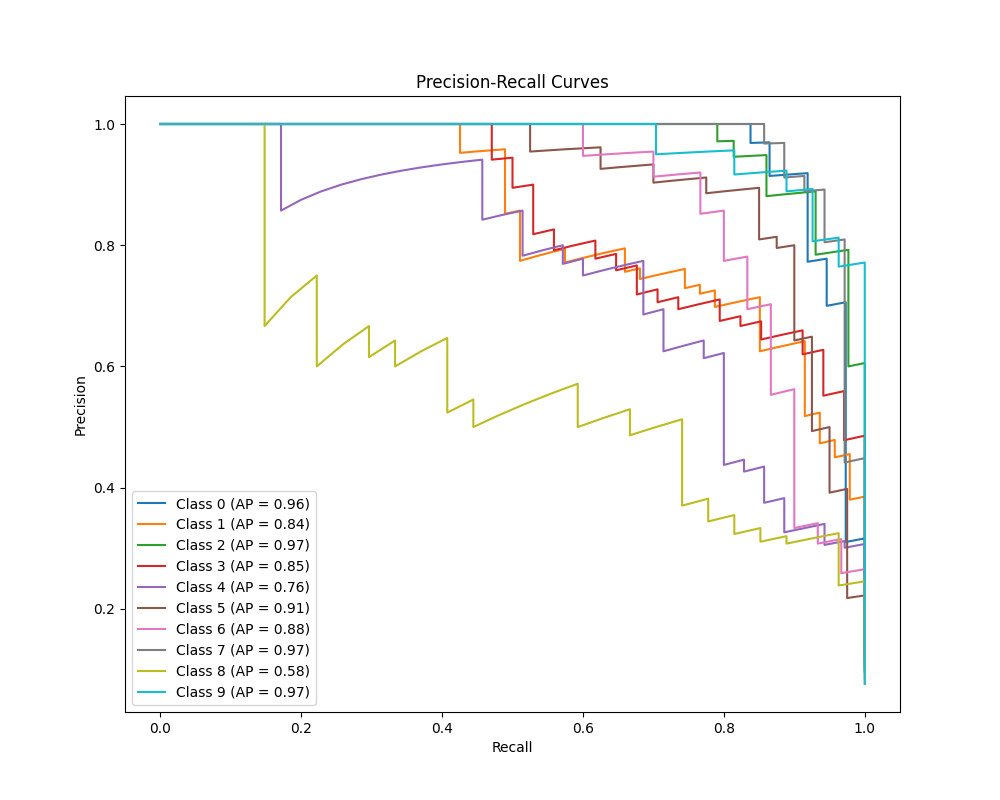 Precision-Recall Curves
Precision
1.0
0.8
0.6
0.4
0.2
Class 0 (AP = 0.96)
Class 1 (AP = 0.84)
Class 2 (AP = 0.97)
Class 3 (AP = 0.85)
Class 4 (AP = 0.76)
Class 5 (AP = 0.91)
Class 6 (AP = 0.88)
Class 7 (AP = 0.97)
Class 8 (AP = 0.58)
Class 9 (AP = 0.97)
0.0 0.2 0.4 0.6 0.8 1.0
Recall